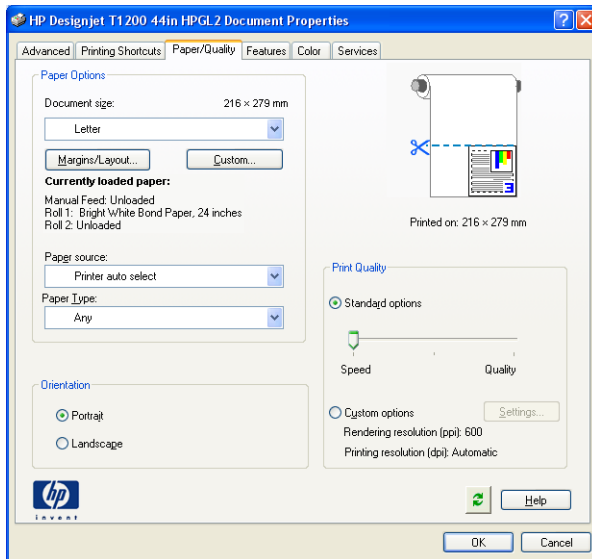 HP Designjet T1200 44in HPGL2 Document Properties
Advanced Printing Shortcuts Paper/Quality Features Color Services
Paper Options
Document size: 216 × 279 mm
Letter
Margins/Layout... Custom...
Currently loaded paper:
Manual Feed: Unloaded
Roll 1: Bright White Bond Paper, 24 inches
Roll 2: Unloaded
Paper source:
Printer auto select
Paper Type:
Any
Orientation
Portrait
Landscape
3
Printed on: 216 × 279 mm
Print Quality
Standard options
Speed Quality
Custom options Settings...
Rendering resolution (ppi): 600
Printing resolution (dpi): Automatic
hp
invent
Help
OK Cancel